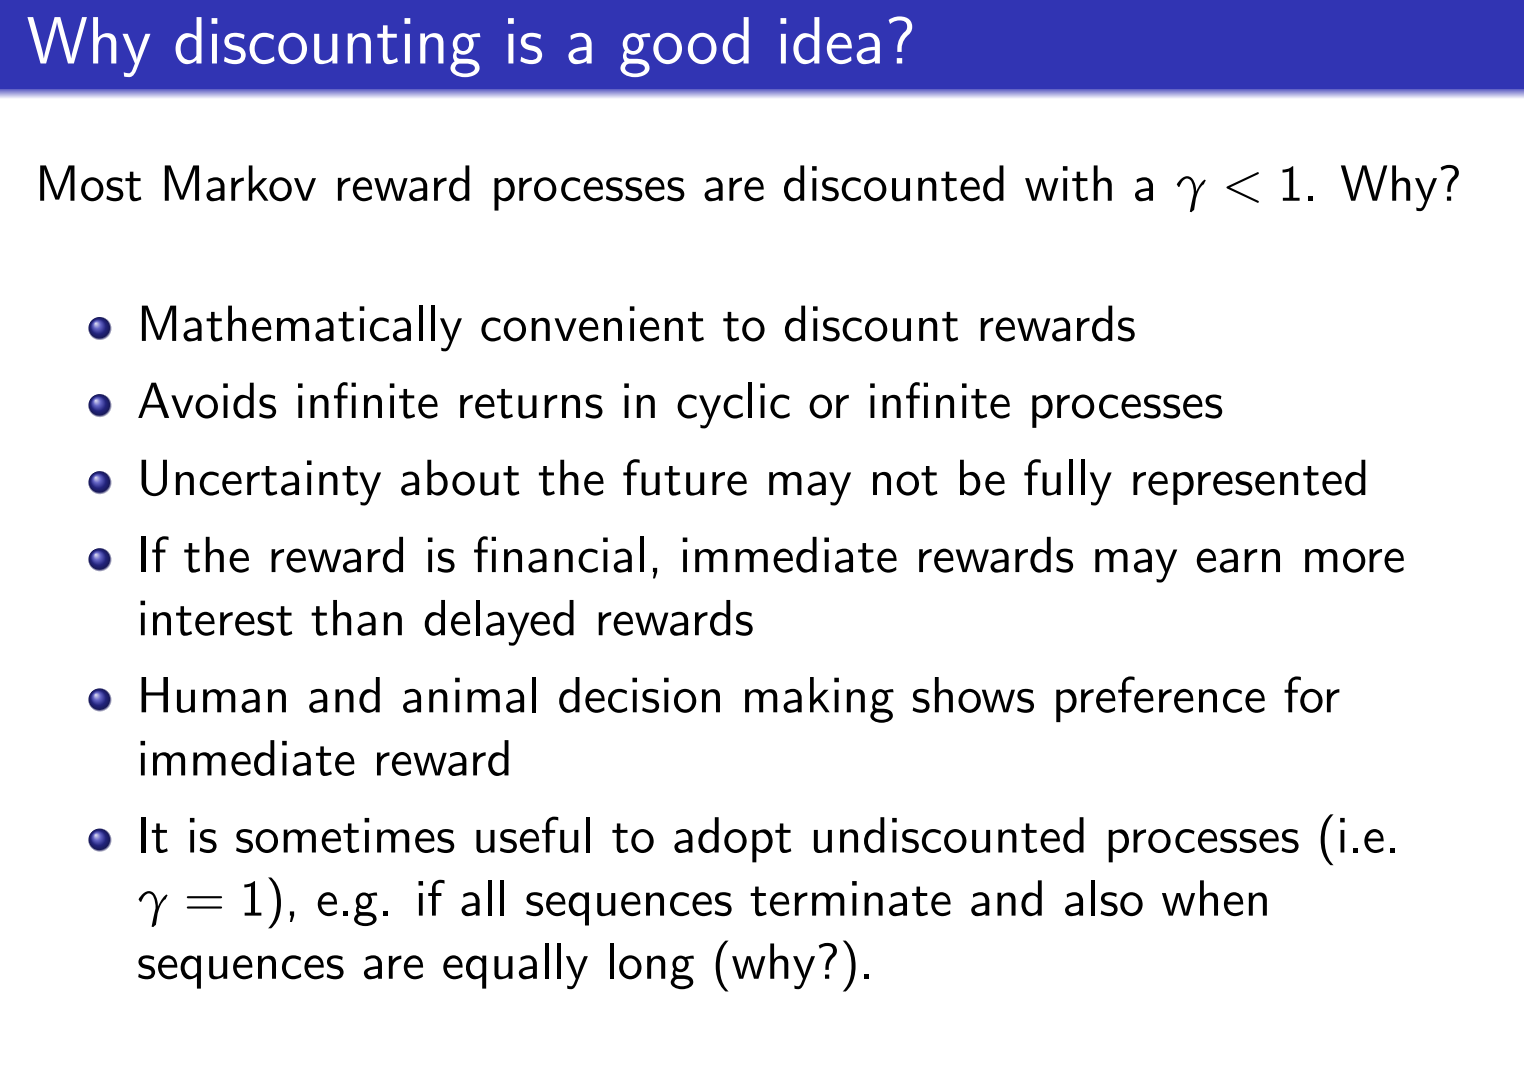 Why discounting is a good idea?
Most Markov reward processes are discounted with a γ < 1. Why?
Mathematically convenient to discount rewards
Avoids infinite returns in cyclic or infinite processes
Uncertainty about the future may not be fully represented
If the reward is financial, immediate rewards may earn more
interest than delayed rewards
Human and animal decision making shows preference for
immediate reward
It is sometimes useful to adopt undiscounted processes (i.e.
γ = 1), e.g. if all sequences terminate and also when
sequences are equally long (why?).